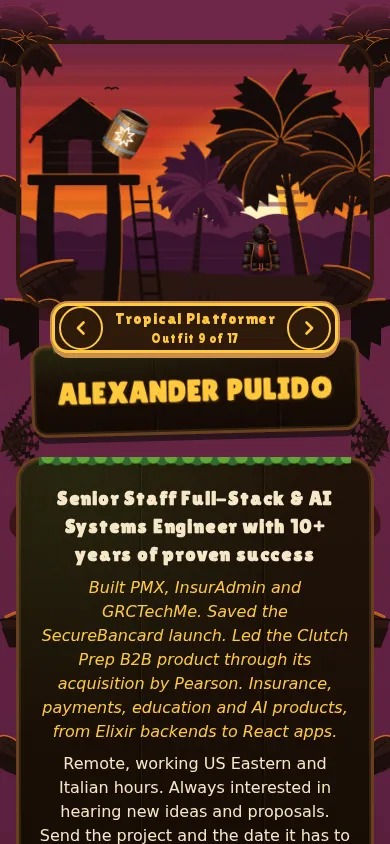 Tropical Platformer
Outfit 9 of 17
ALEXANDER PULIDO
Senior Staff Full-Stack & AI
Systems Engineer with 10+
years of proven success
Built PMX, InsurAdmin and
GRCTechMe. Saved the
SecureBancard launch. Led the Clutch
Prep B2B product through its
acquisition by Pearson. Insurance,
payments, education and AI products,
from Elixir backends to React apps.
Remote, working US Eastern and
Italian hours. Always interested in
hearing new ideas and proposals.
Send the project and the date it has to